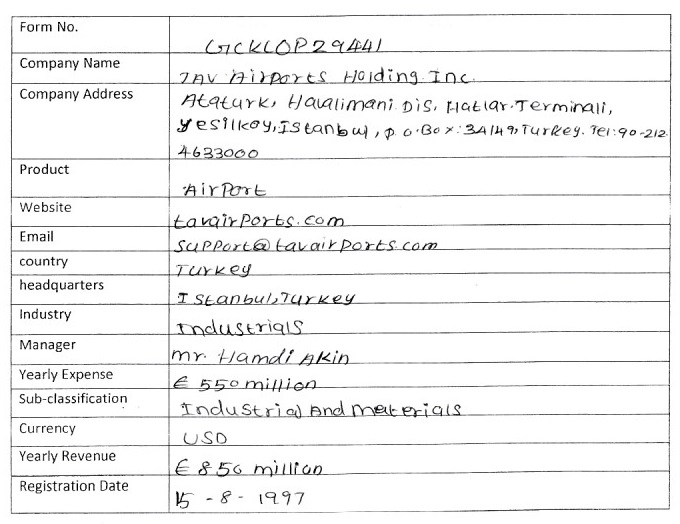 Form No.
GCKLOP29441
Company Name
TAV Airports Holding Inc.
Company Address
Ataturk, Havalimani Dis, Hatlar Terminali,
Yesilkoy, Istanbul, P.O.Box: 34149, Turkey. Tel: 90-212
4633000
Product
Airport
Website
tavairports.com
Email
support@tavairports.com
country
Turkey
headquarters
Istanbul, Turkey
Industry
Industrials
Manager
mr. Hamdi Akin
Yearly Expense
€ 550 million
Sub-classification
Industrial And materials
Currency
USD
Yearly Revenue
€ 850 million
Registration Date
15 - 8 - 1997